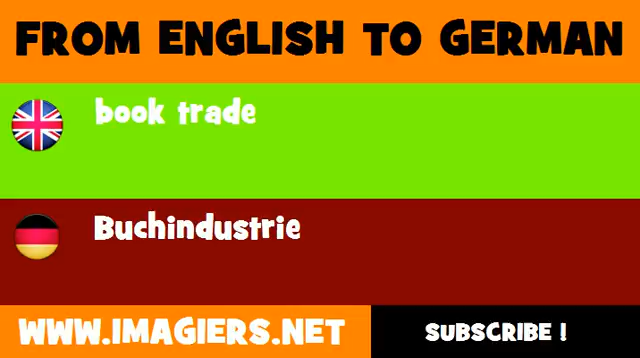 FROM ENGLISH TO GERMAN
book trade
Buchindustrie
WWW.IMAGIERS.NET
SUBSCRIBE !